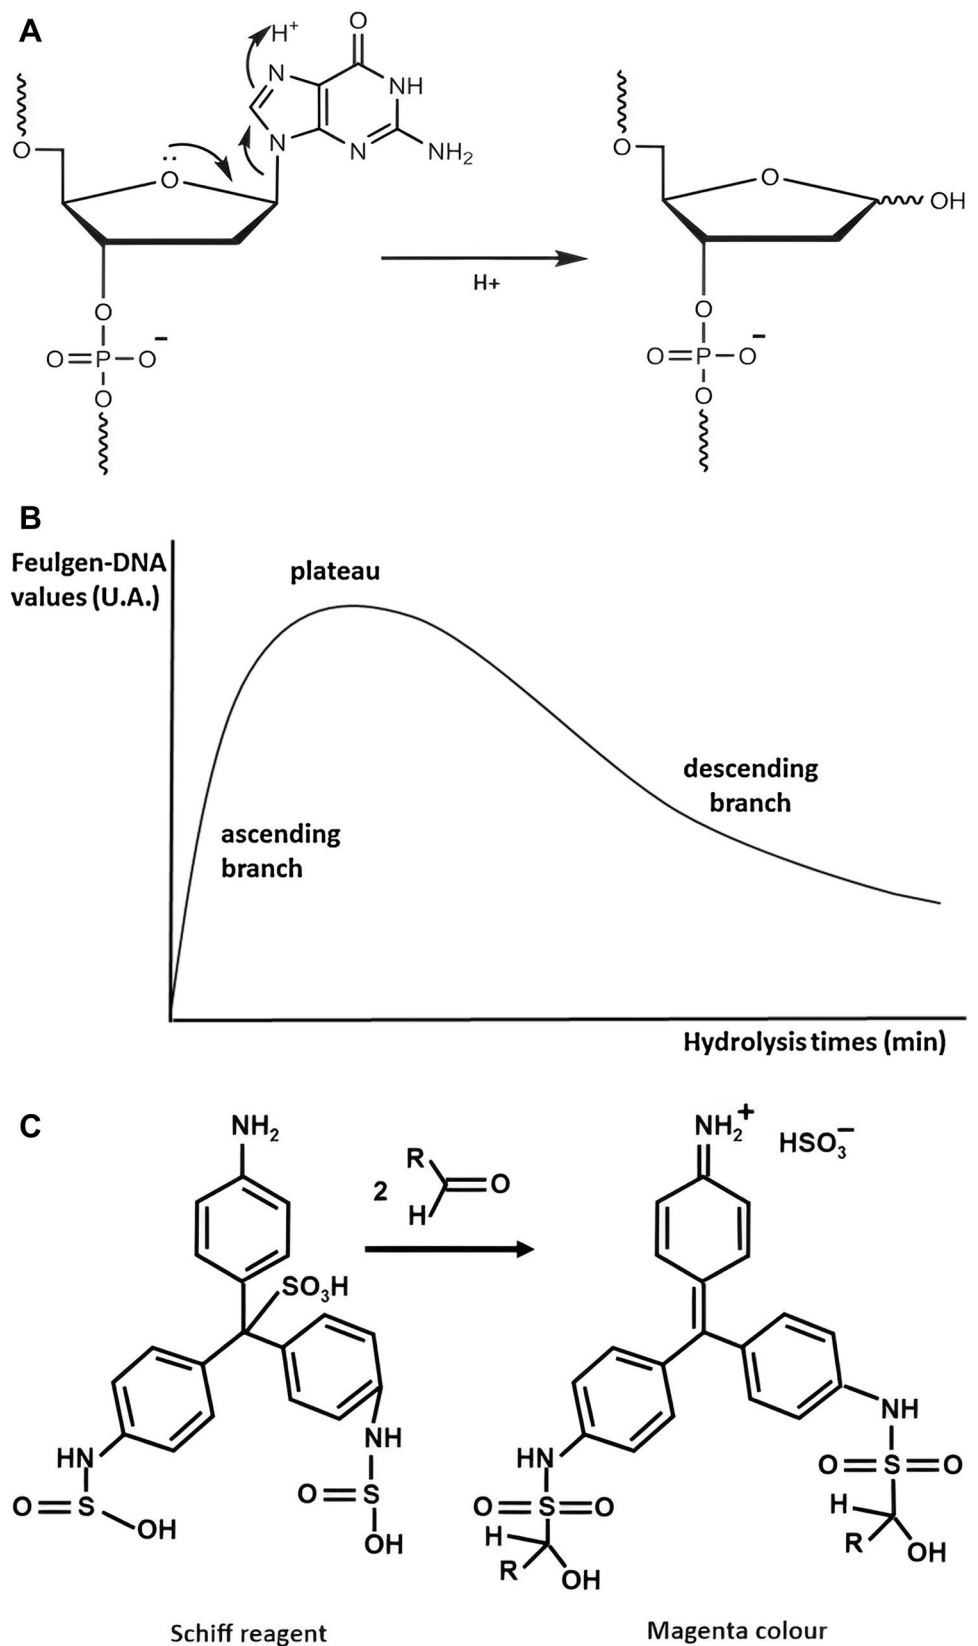 A
H+
O
N
NH
N
N
NH2
O
O
O
O=P–O−
O
H+
O
O
OH
O
O=P–O−
O
B
Feulgen-DNA
values (U.A.)
plateau
descending
branch
ascending
branch
Hydrolysis times (min)
C
NH2
2
R
H
O
NH2+
HSO3−
SO3H
HN
NH
O=S
OH
O=S
OH
HN
NH
O=S=O
O=S=O
H
R
OH
H
R
OH
Schiff reagent
Magenta colour